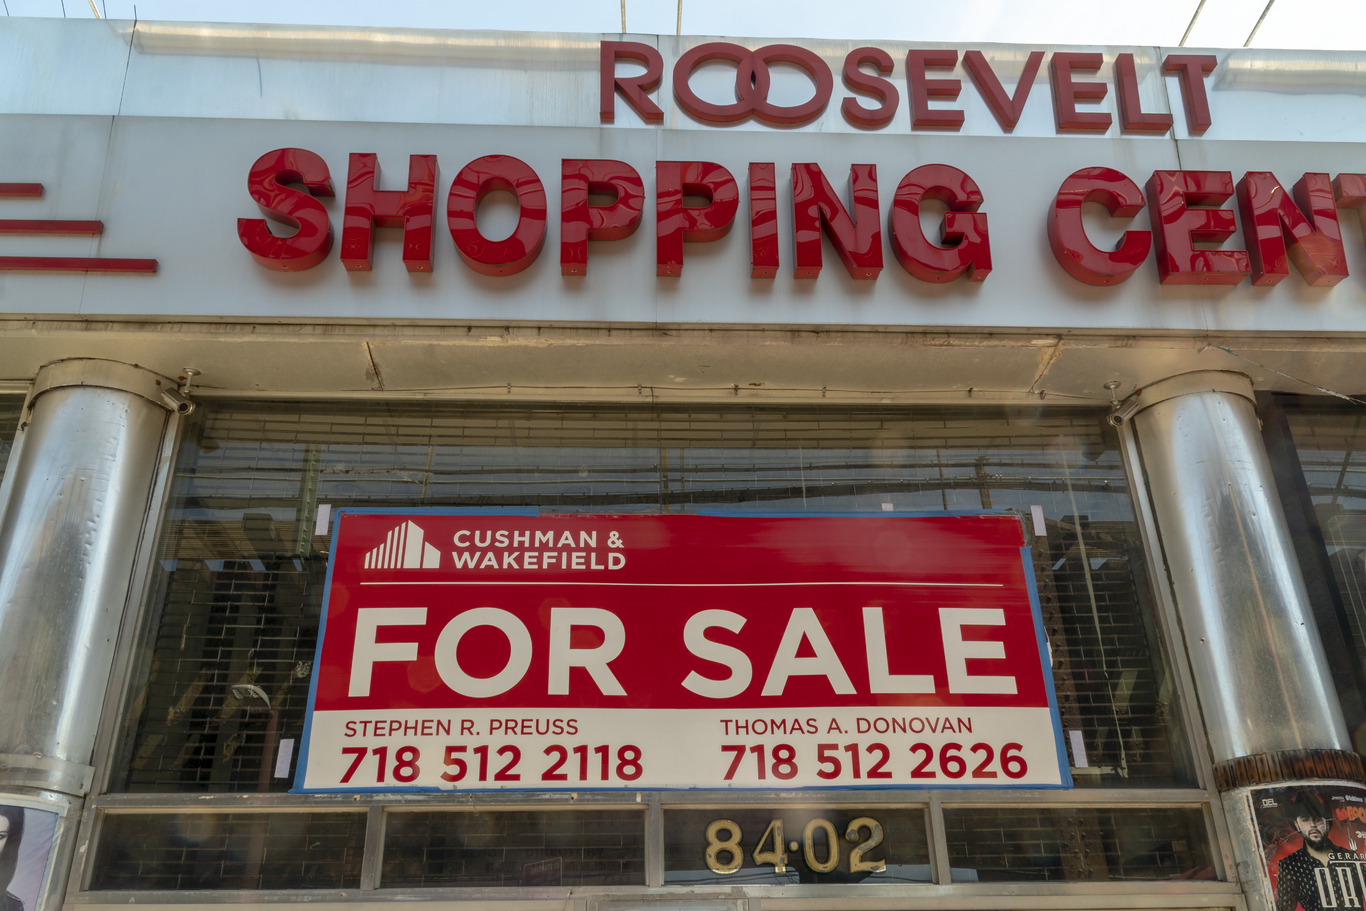 ROOSEVELT
SHOPPING CENT
CUSHMAN &
WAKEFIELD
FOR SALE
STEPHEN R. PREUSS
718 512 2118
THOMAS A. DONOVAN
718 512 2626
84·02
GERAR